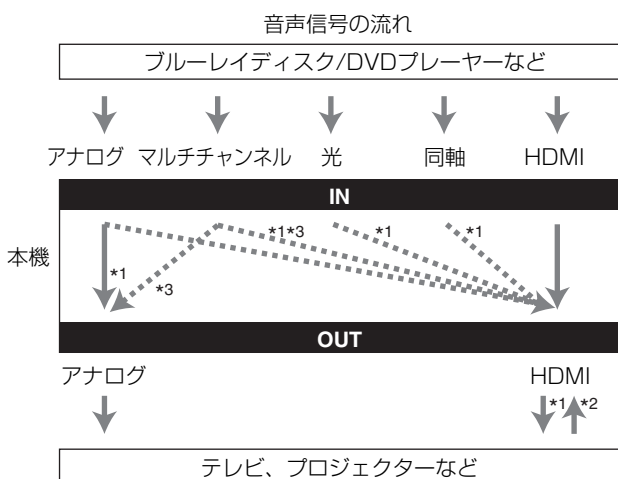 音声信号の流れ
ブルーレイディスク/DVDプレーヤーなど
アナログ マルチチャンネル 光 同軸 HDMI
IN
*1*3 *1 *1
本機
*1
*3
OUT
アナログ HDMI
*1 *2
テレビ、プロジェクターなど